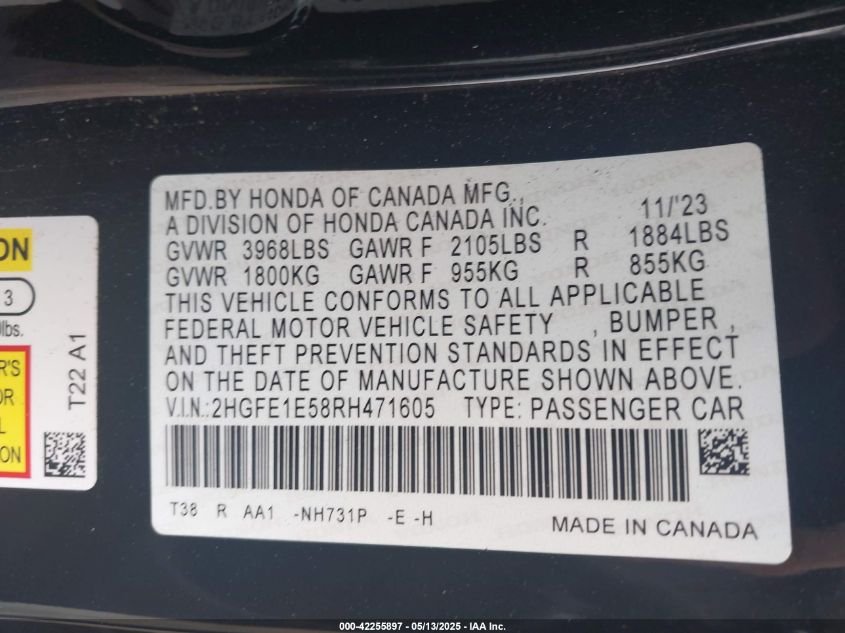 MFD.BY HONDA OF CANADA MFG.,
A DIVISION OF HONDA CANADA INC. 11/'23
GVWR 3968LBS GAWR F 2105LBS R 1884LBS
GVWR 1800KG GAWR F 955KG R 855KG
THIS VEHICLE CONFORMS TO ALL APPLICABLE
FEDERAL MOTOR VEHICLE SAFETY , BUMPER ,
AND THEFT PREVENTION STANDARDS IN EFFECT
ON THE DATE OF MANUFACTURE SHOWN ABOVE.
V.I.N.:2HGFE1E58RH471605 TYPE: PASSENGER CAR
T38 R AA1 -NH731P -E -H
MADE IN CANADA
ON
3
lbs.
R'S
OR
L
ON
T22 A1
000-42255897 - 05/13/2025 - IAA Inc.